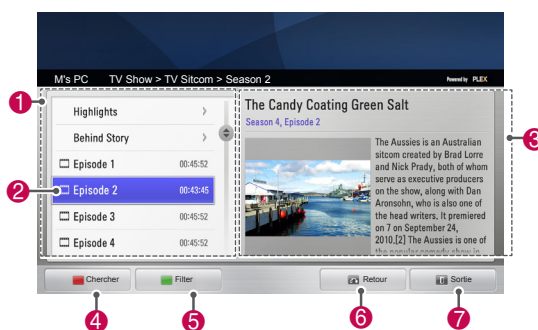 M's PC TV Show > TV Sitcom > Season 2
Powered by PLEX
1
Highlights >
Behind Story >
Episode 1 00:45:52
2
Episode 2 00:43:45
Episode 3 00:45:52
Episode 4 00:45:52
The Candy Coating Green Salt
Season 4, Episode 2
The Aussies is an Australian
sitcom created by Brad Lorre
and Nick Prady, both of whom
serve as executive producers
on the show, along with Dan
Aronsohn, who is also one of
the head writers. It premiered
on 7 on September 24,
2010.[2] The Aussies is one of
the popular comedy show in
3
Chercher
Filter
Retour
Sortie
4
5
6
7